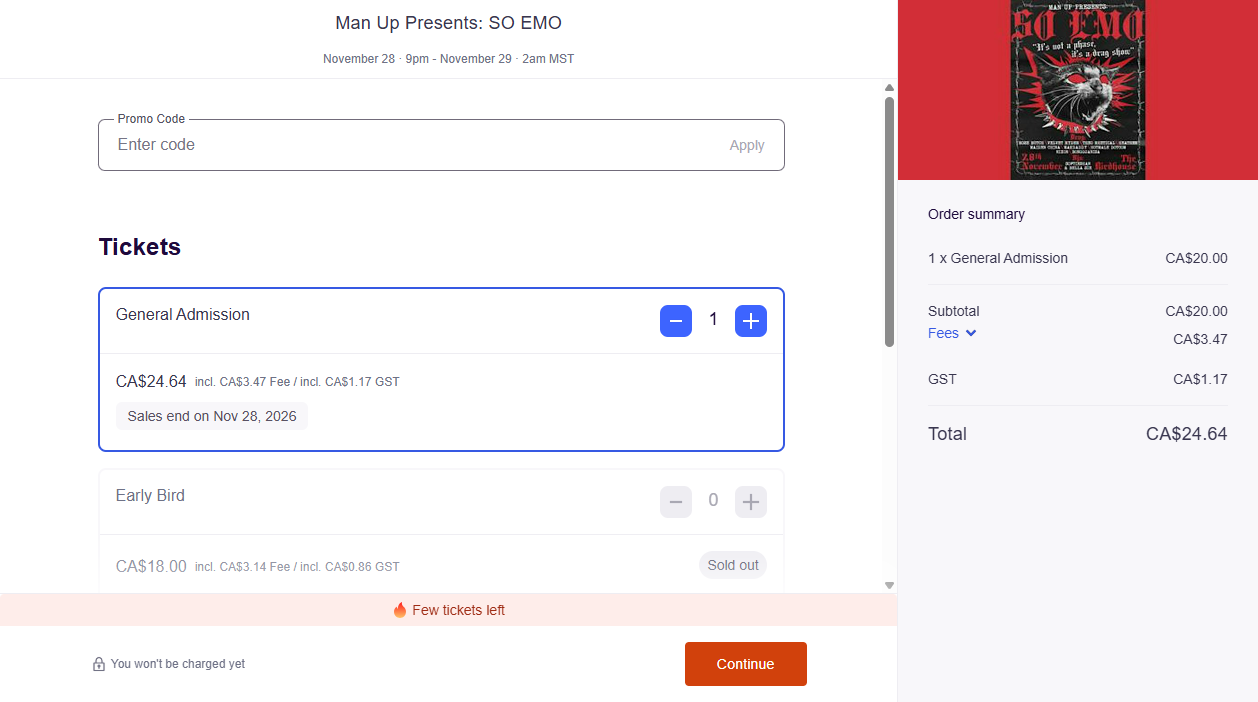 Man Up Presents: SO EMO
November 28 · 9pm - November 29 · 2am MST
Promo Code
Enter code
Apply
Tickets
General Admission
1
CA$24.64 incl. CA$3.47 Fee / incl. CA$1.17 GST
Sales end on Nov 28, 2026
Early Bird
0
CA$18.00 incl. CA$3.14 Fee / incl. CA$0.86 GST
Sold out
Few tickets left
You won't be charged yet
Continue
MAN UP PRESENTS:
SO EMO
"It's not a phase,
it's a drag show"
28th
November
The
Birdhouse
Order summary
1 x General Admission CA$20.00
Subtotal CA$20.00
Fees CA$3.47
GST CA$1.17
Total CA$24.64